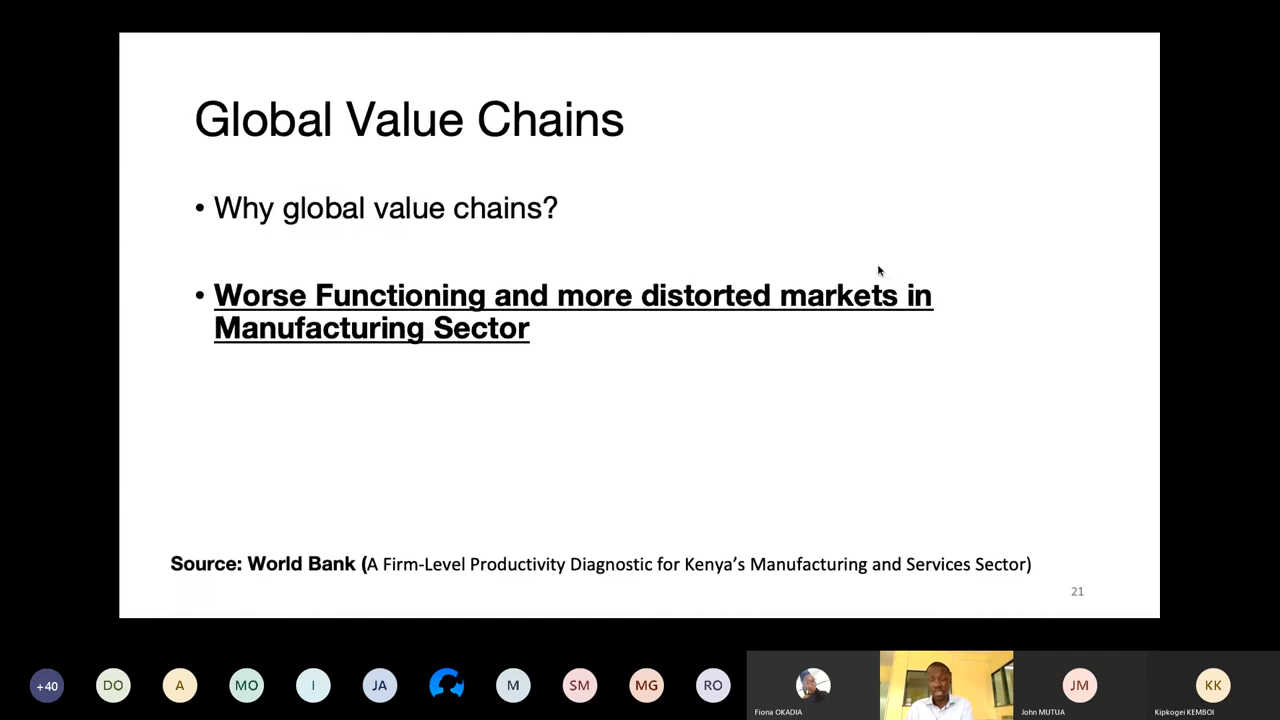 Global Value Chains
• Why global value chains?
• Worse Functioning and more distorted markets in
Manufacturing Sector
Source: World Bank (A Firm-Level Productivity Diagnostic for Kenya's Manufacturing and Services Sector)
21
+40 DO A MO I JA M SM MG RO JM KK
Fiona OKADIA John MUTUA Kipkogei KEMBOI